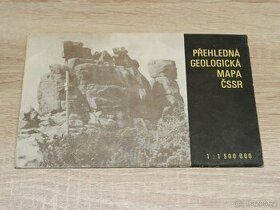 PŘEHLEDNÁ
GEOLOGICKÁ
MAPA
ČSSR
1 : 1 500 000